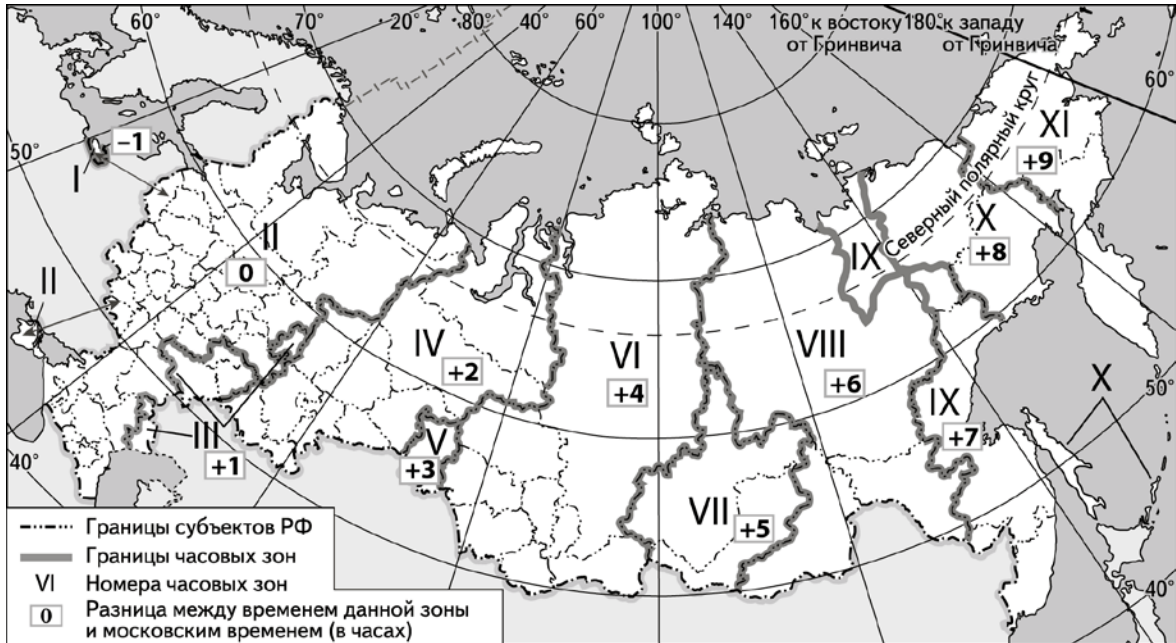 60° 40° 20° 40° 80° 100° 120° 160° к востоку 180° к западу
от Гринвича от Гринвича
60°
Северный полярный круг
XI
+9
50°
–1
I
II
0
II
X
+8
IX
IV
+2
VI
+4
VIII
+6
X
50°
III
+1
V
+3
IX
+7
40°
VII
+5
40°
Границы субъектов РФ
Границы часовых зон
VI Номера часовых зон
0 Разница между временем данной зоны
и московским временем (в часах)